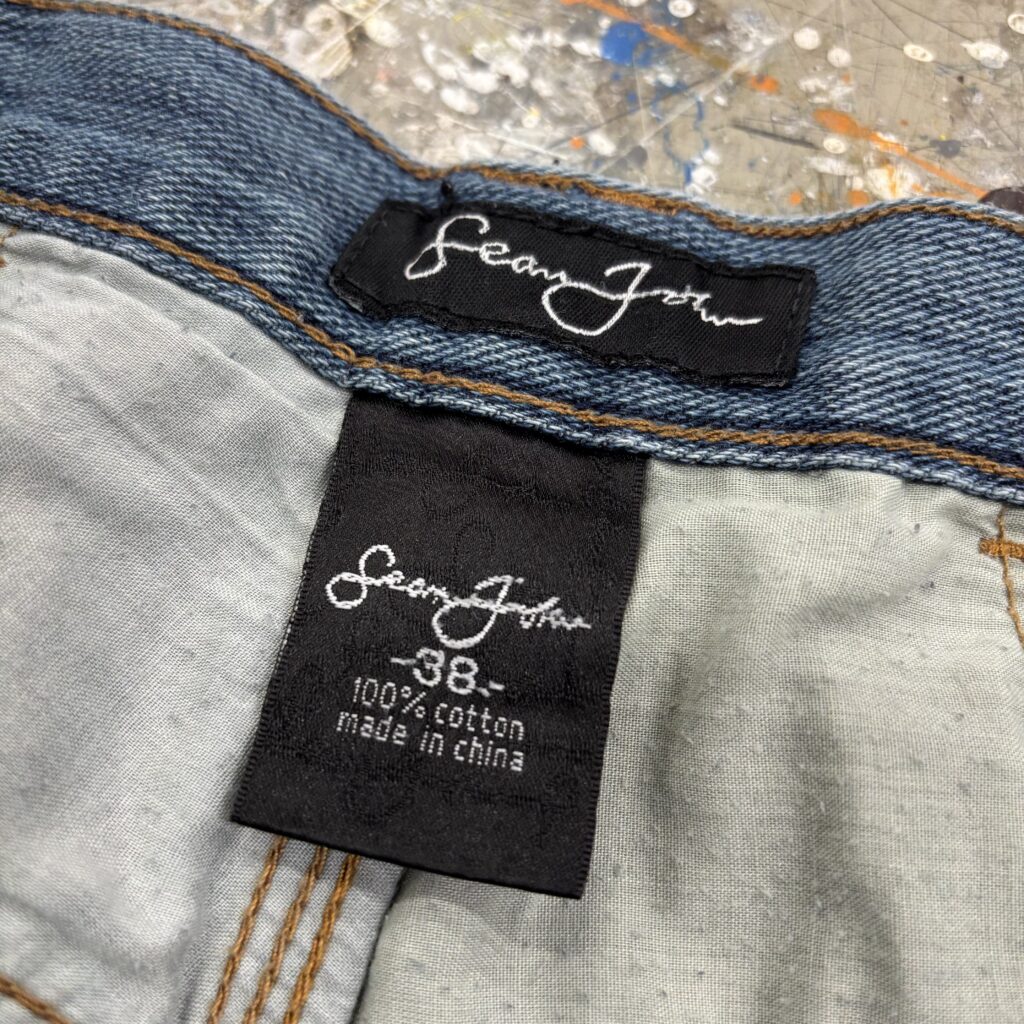 Sean John
Sean John
-38-
100% cotton
made in china